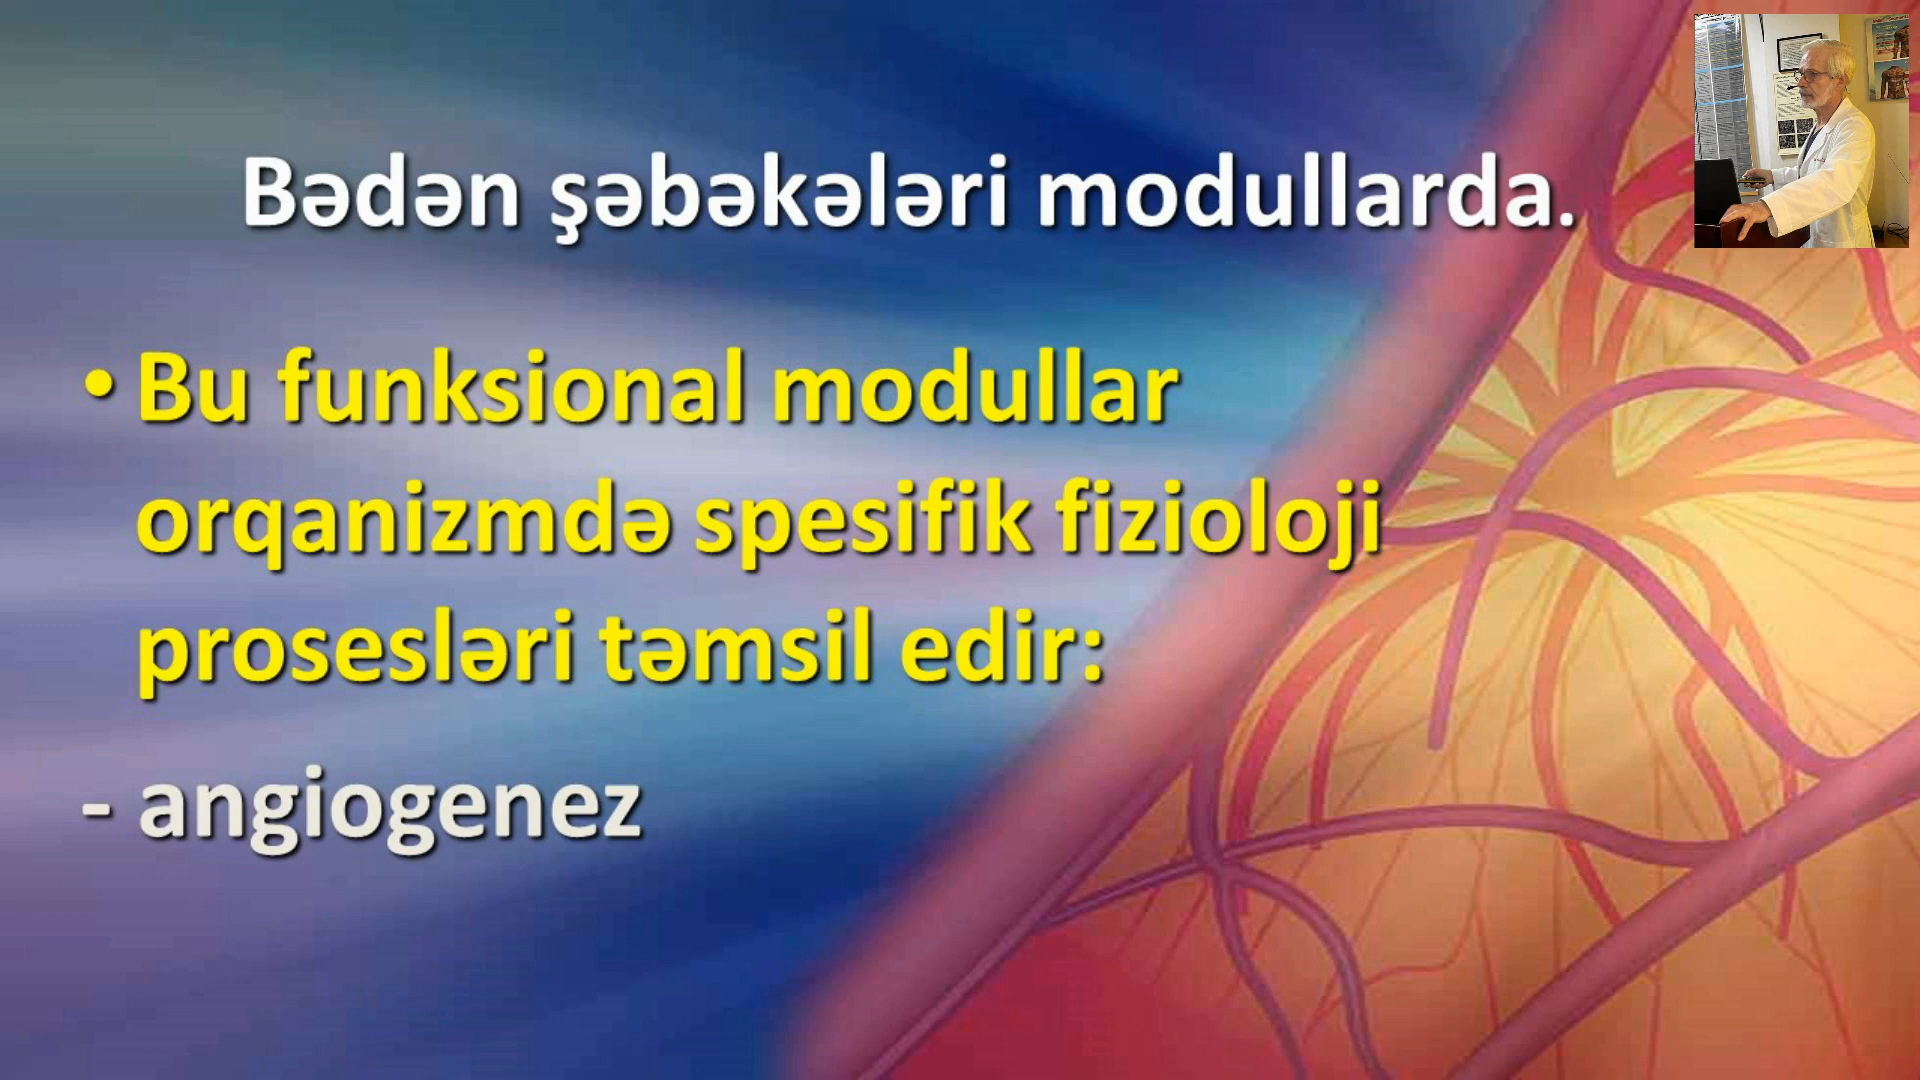 Bədən şəbəkələri modullarda.
• Bu funksional modullar
orqanizmdə spesifik fizioloji
prosesləri təmsil edir:
- angiogenez